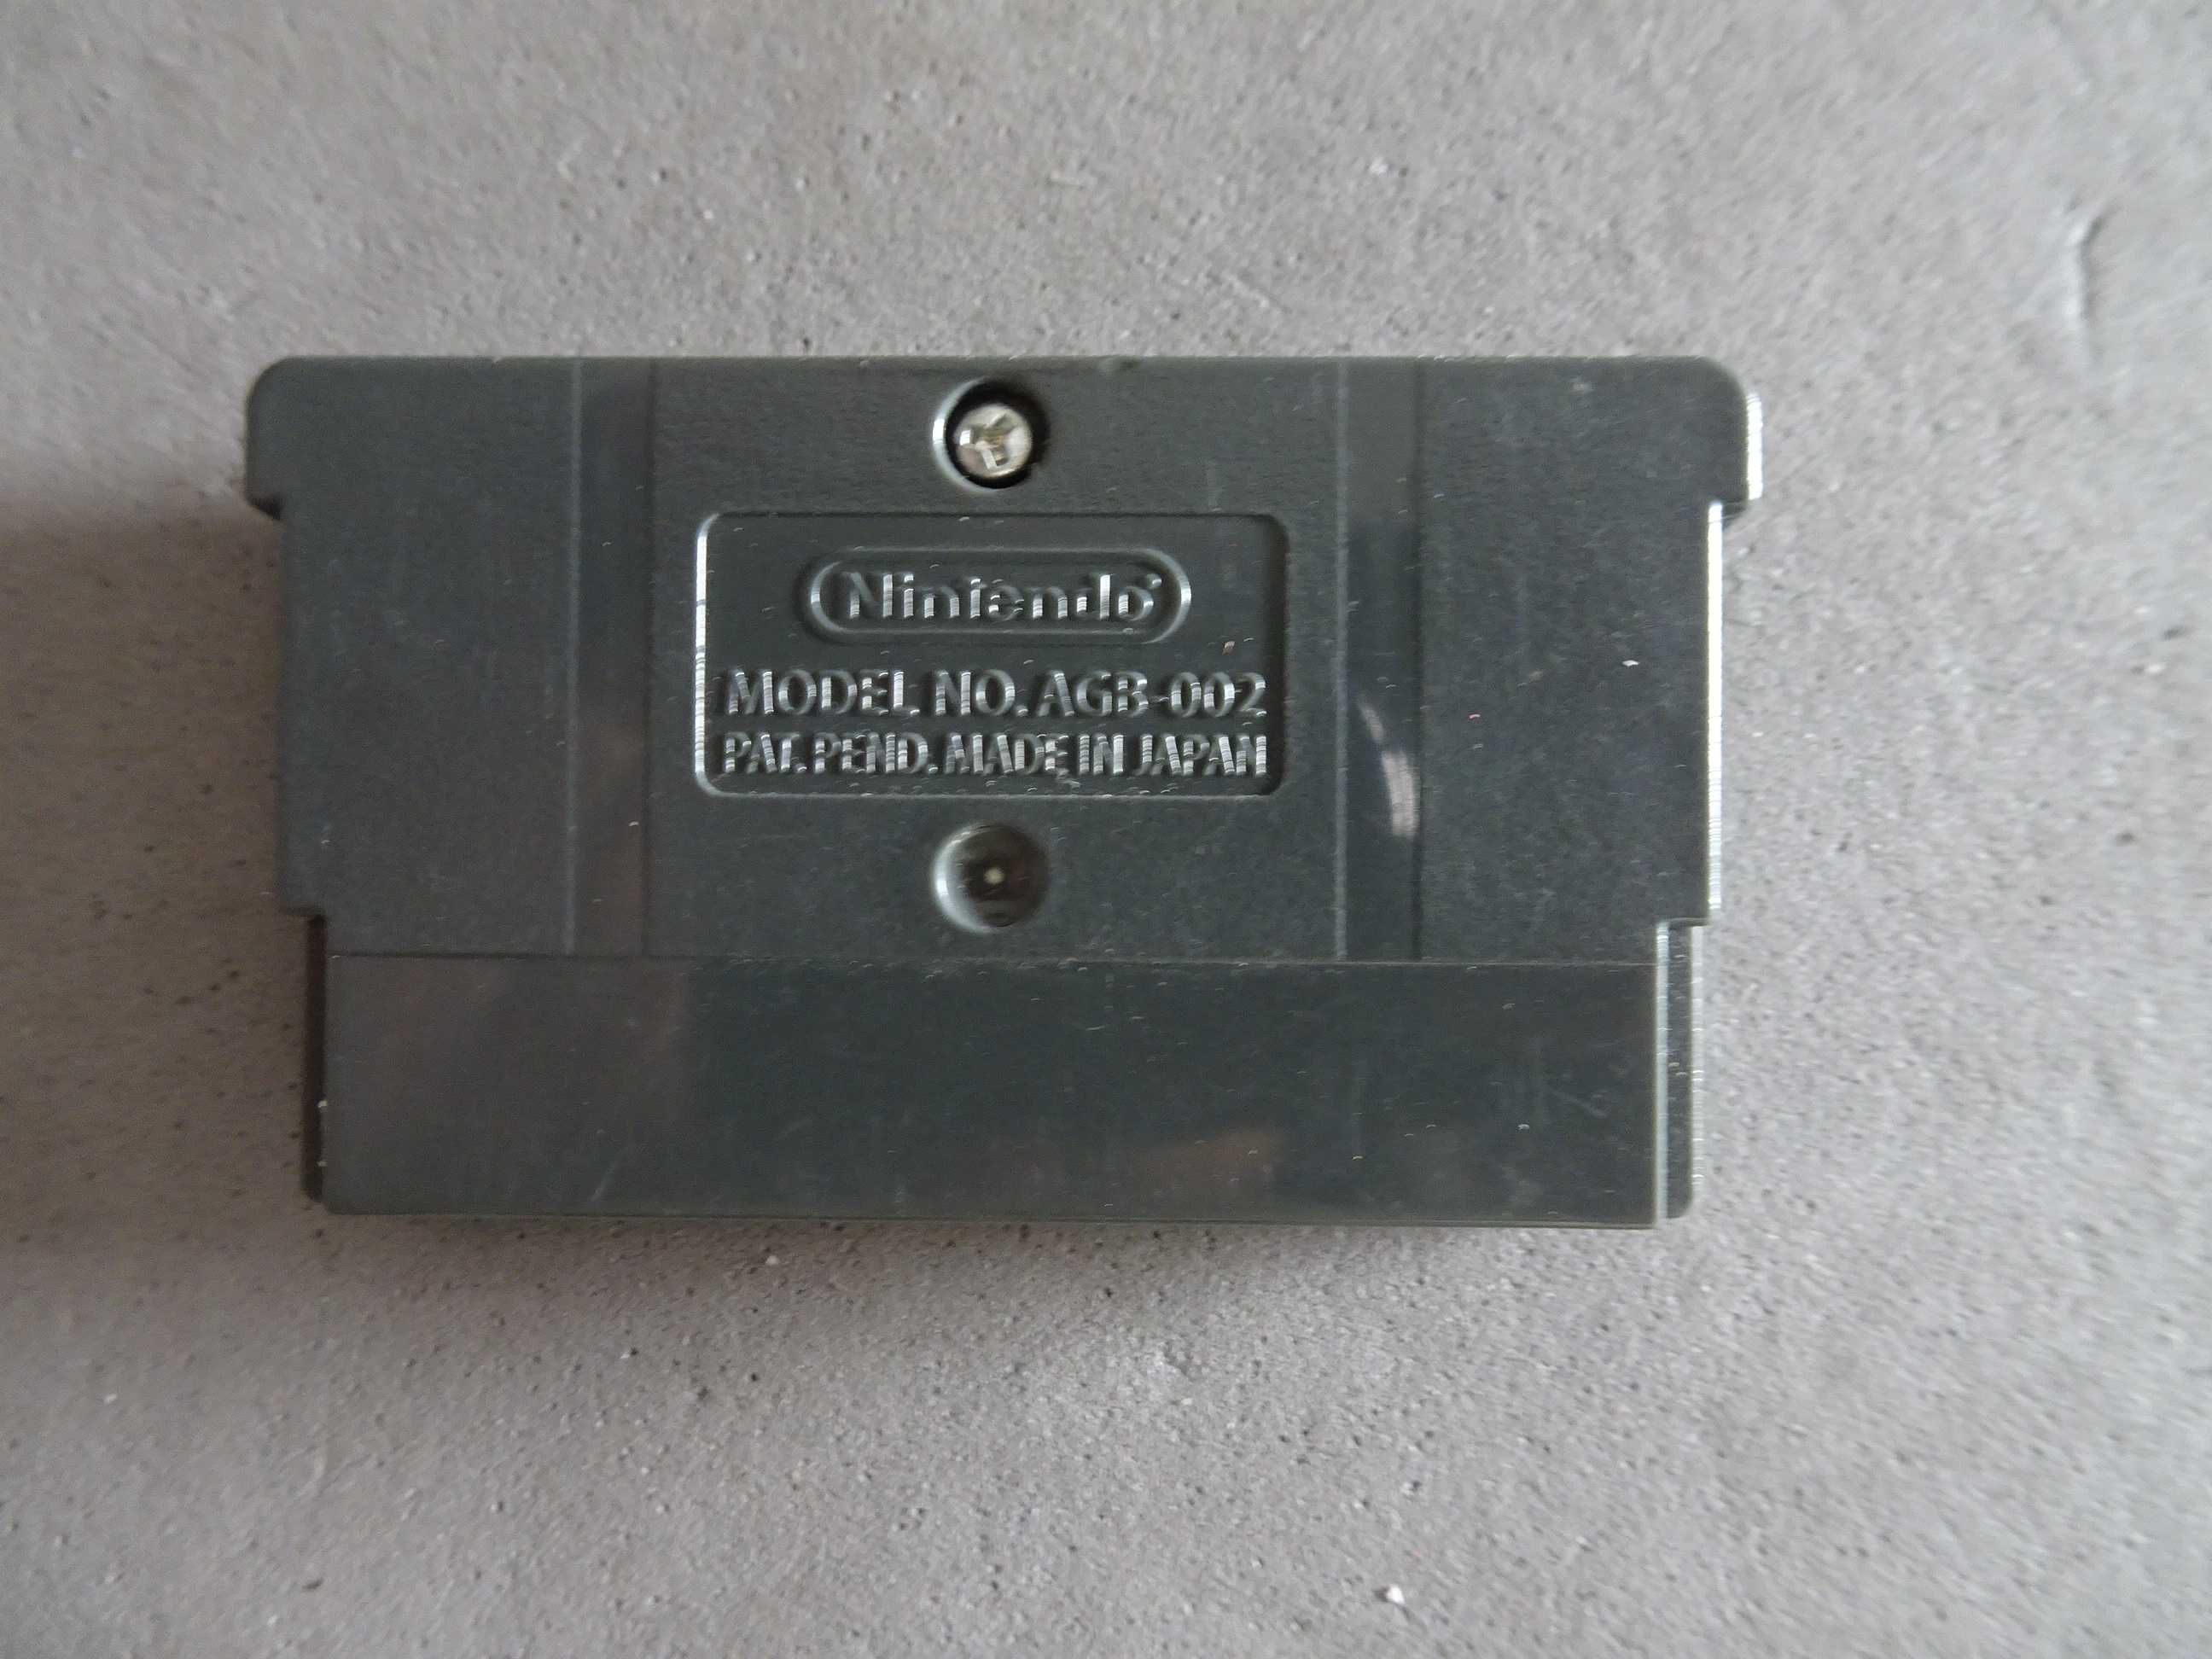 Nintendo
MODEL NO. AGB-002
PAT. PEND. MADE IN JAPAN